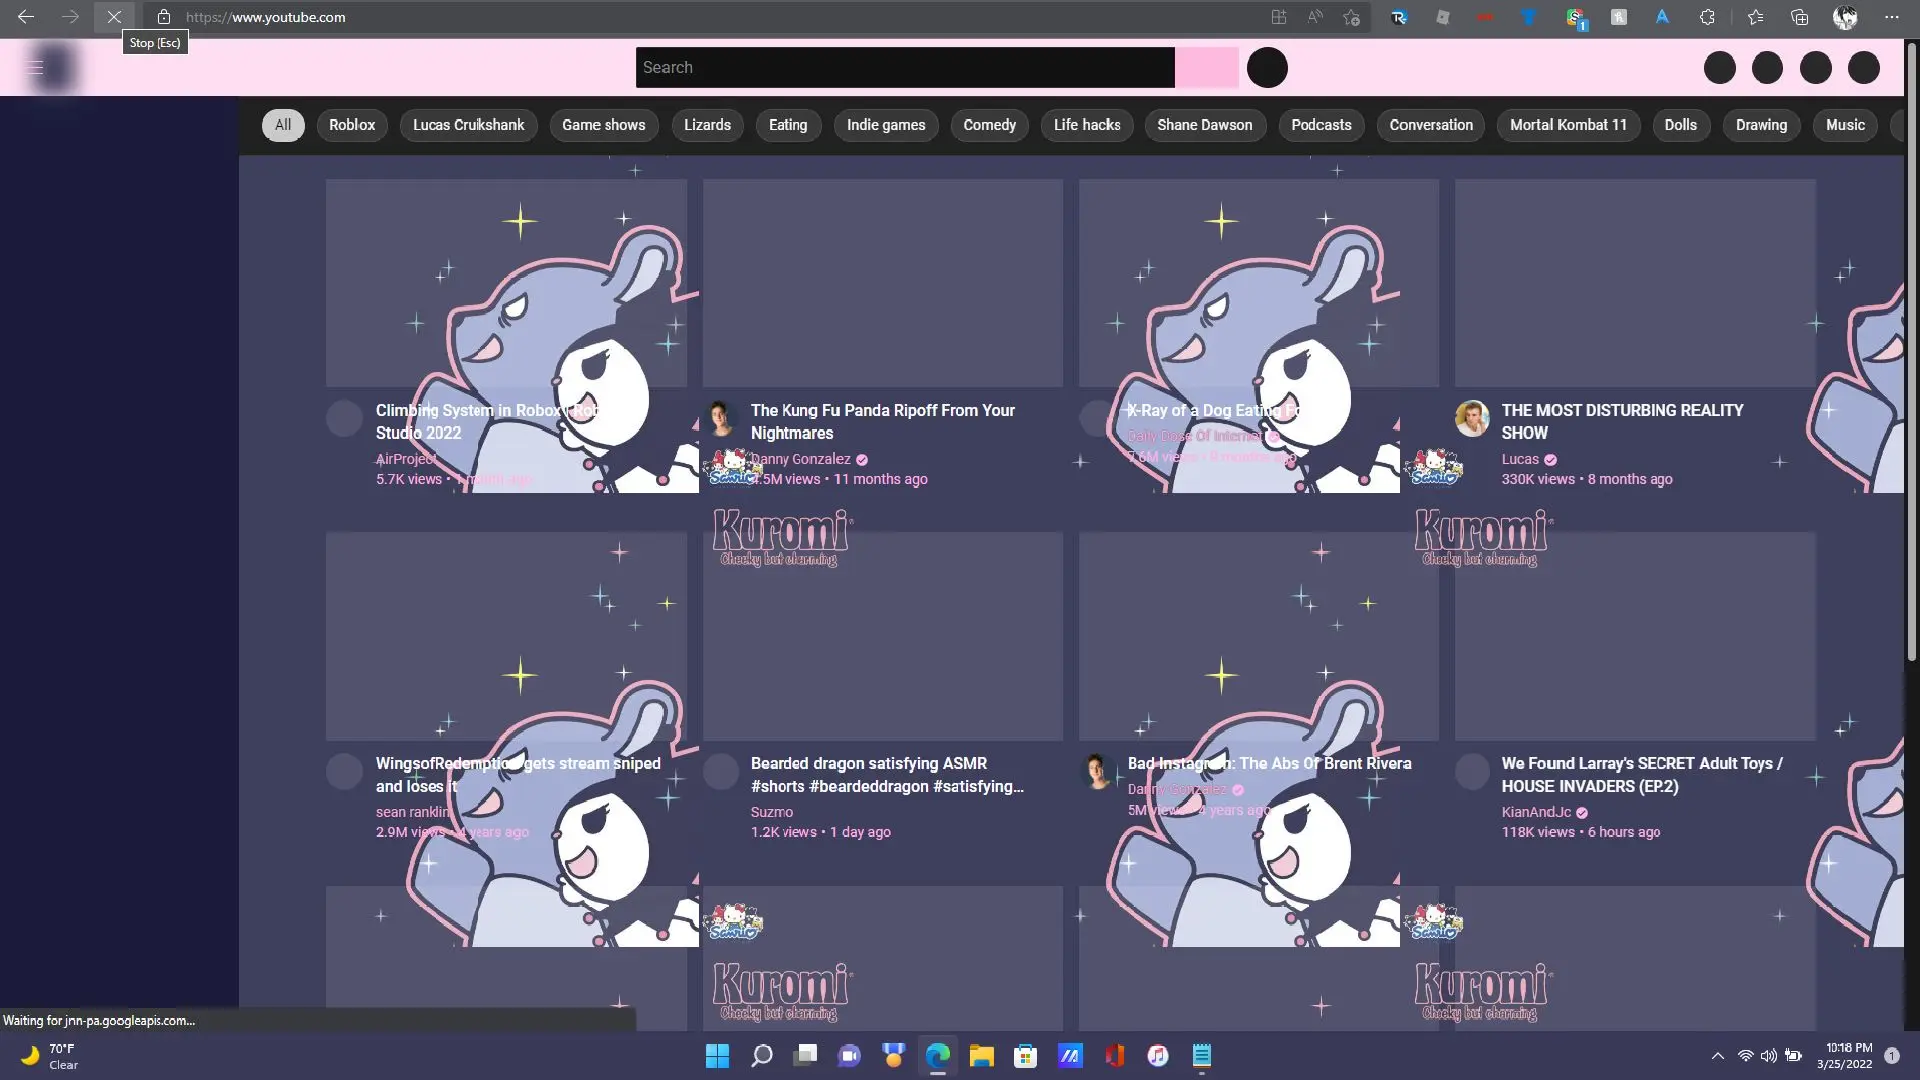 https://www.youtube.com
Stop (Esc)
1
Search
All
Roblox
Lucas Cruikshank
Game shows
Lizards
Eating
Indie games
Comedy
Life hacks
Shane Dawson
Podcasts
Conversation
Mortal Kombat 11
Dolls
Drawing
Music
Climbing System in Robox | Rob
Studio 2022
AirProject
5.7K views • 1 month ago
The Kung Fu Panda Ripoff From Your
Nightmares
Danny Gonzalez
4.5M views • 11 months ago
X-Ray of a Dog Eating Fo
Daily Dose Of Internet
7.6M views • 9 months ago
THE MOST DISTURBING REALITY
SHOW
Lucas
330K views • 8 months ago
Sanrio
Sanrio
Kuromi
Cheeky but charming
Kuromi
Cheeky but charming
WingsofRedemption gets stream sniped
and loses it
sean ranklin
2.9M views • 4 years ago
Bearded dragon satisfying ASMR
#shorts #beardeddragon #satisfying...
Suzmo
1.2K views • 1 day ago
Bad Instagram: The Abs Of Brent Rivera
Danny Gonzalez
5M views • 4 years ago
We Found Larray's SECRET Adult Toys /
HOUSE INVADERS (EP.2)
KianAndJc
118K views • 6 hours ago
Sanrio
Sanrio
Kuromi
Cheeky but charming
Kuromi
Cheeky but charming
Waiting for jnn-pa.googleapis.com...
70°F
Clear
10:18 PM
3/25/2022
1